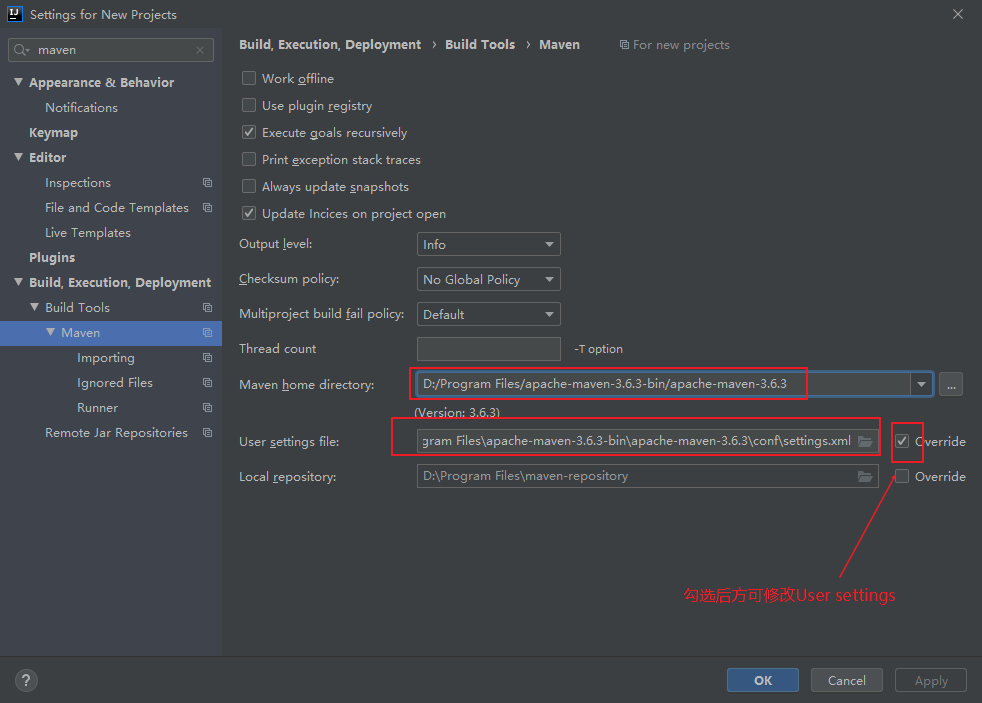 Settings for New Projects
maven
Appearance & Behavior
Notifications
Keymap
Editor
Inspections
File and Code Templates
Live Templates
Plugins
Build, Execution, Deployment
Build Tools
Maven
Importing
Ignored Files
Runner
Remote Jar Repositories
Build, Execution, Deployment › Build Tools › Maven For new projects
Work offline
Use plugin registry
Execute goals recursively
Print exception stack traces
Always update snapshots
Update Indices on project open
Output level: Info
Checksum policy: No Global Policy
Multiproject build fail policy: Default
Thread count -T option
Maven home directory: D:/Program Files/apache-maven-3.6.3-bin/apache-maven-3.6.3 ...
(Version: 3.6.3)
User settings file: gram Files\apache-maven-3.6.3-bin\apache-maven-3.6.3\conf\settings.xml Override
Local repository: D:\Program Files\maven-repository Override
勾选后方可修改User settings
? OK Cancel Apply